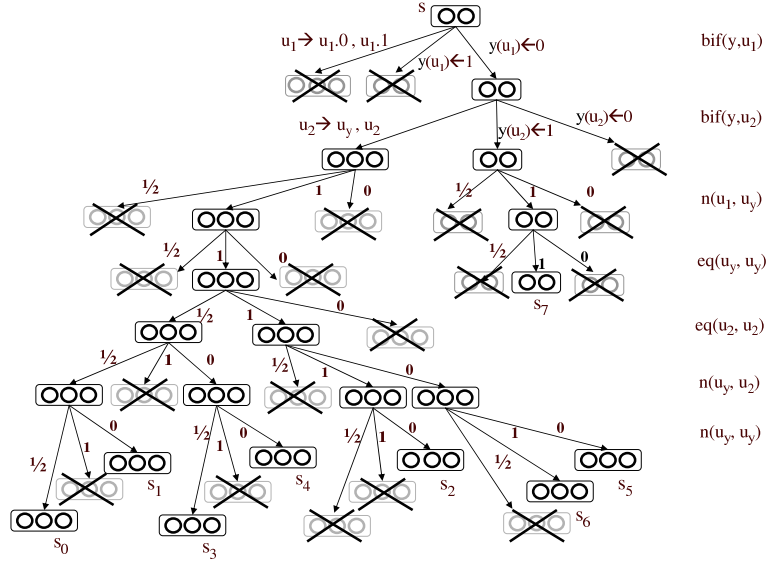 s
u1→ u1.0 , u1.1
y(u1)←1
y(u1)←0
bif(y,u1)
u2→ uy , u2
y(u2)←1
y(u2)←0
bif(y,u2)
½ 1 0 ½ 1 0
n(u1, uy)
½ 1 0 ½ 1 0
eq(uy, uy)
s7
½ 1 0
eq(u2, u2)
½ 1 0 ½ 1 0
n(uy, u2)
½ 1 0 ½ 1 0 ½ 1 0 ½ 1 0
n(uy, uy)
s1 s4 s2 s5
s0 s3 s6